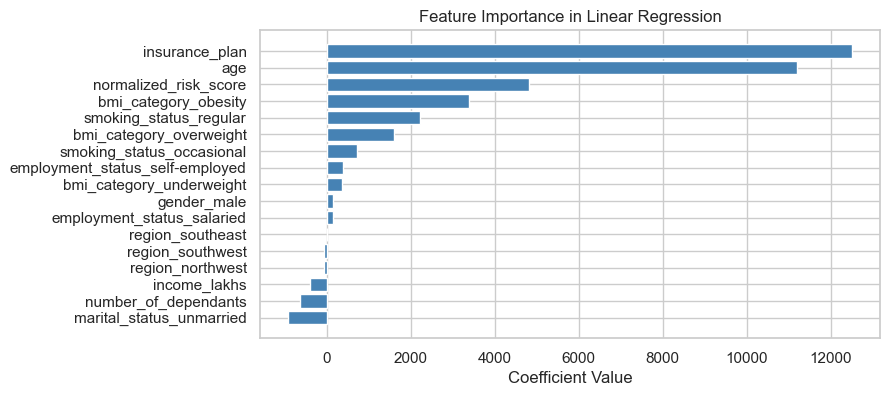 Feature Importance in Linear Regression
insurance_plan
age
normalized_risk_score
bmi_category_obesity
smoking_status_regular
bmi_category_overweight
smoking_status_occasional
employment_status_self-employed
bmi_category_underweight
gender_male
employment_status_salaried
region_southeast
region_southwest
region_northwest
income_lakhs
number_of_dependants
marital_status_unmarried
0 2000 4000 6000 8000 10000 12000
Coefficient Value